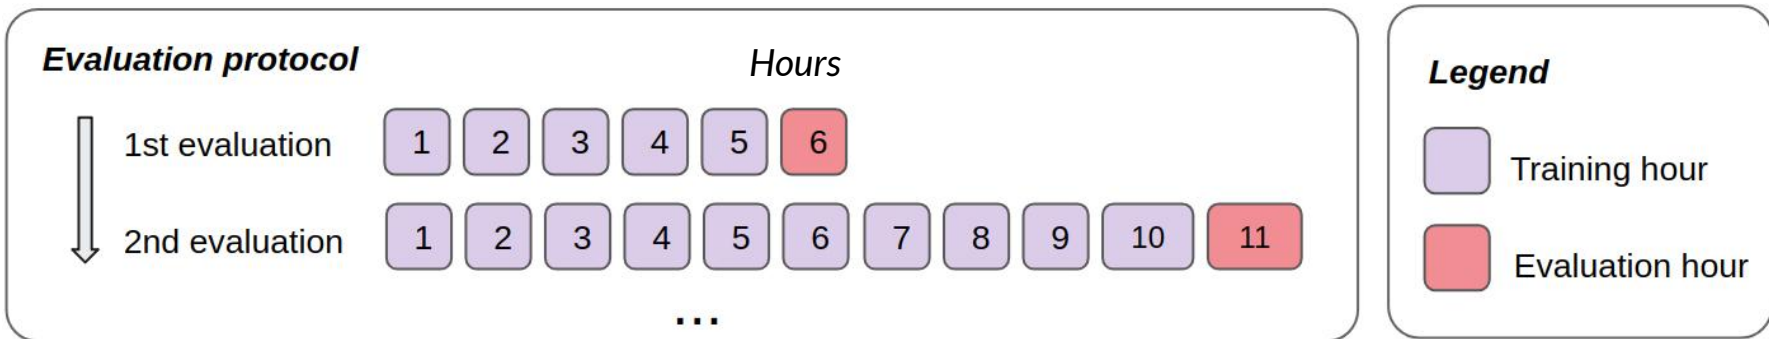 Evaluation protocol
Hours
1st evaluation 1 2 3 4 5 6
2nd evaluation 1 2 3 4 5 6 7 8 9 10 11
...
Legend
Training hour
Evaluation hour